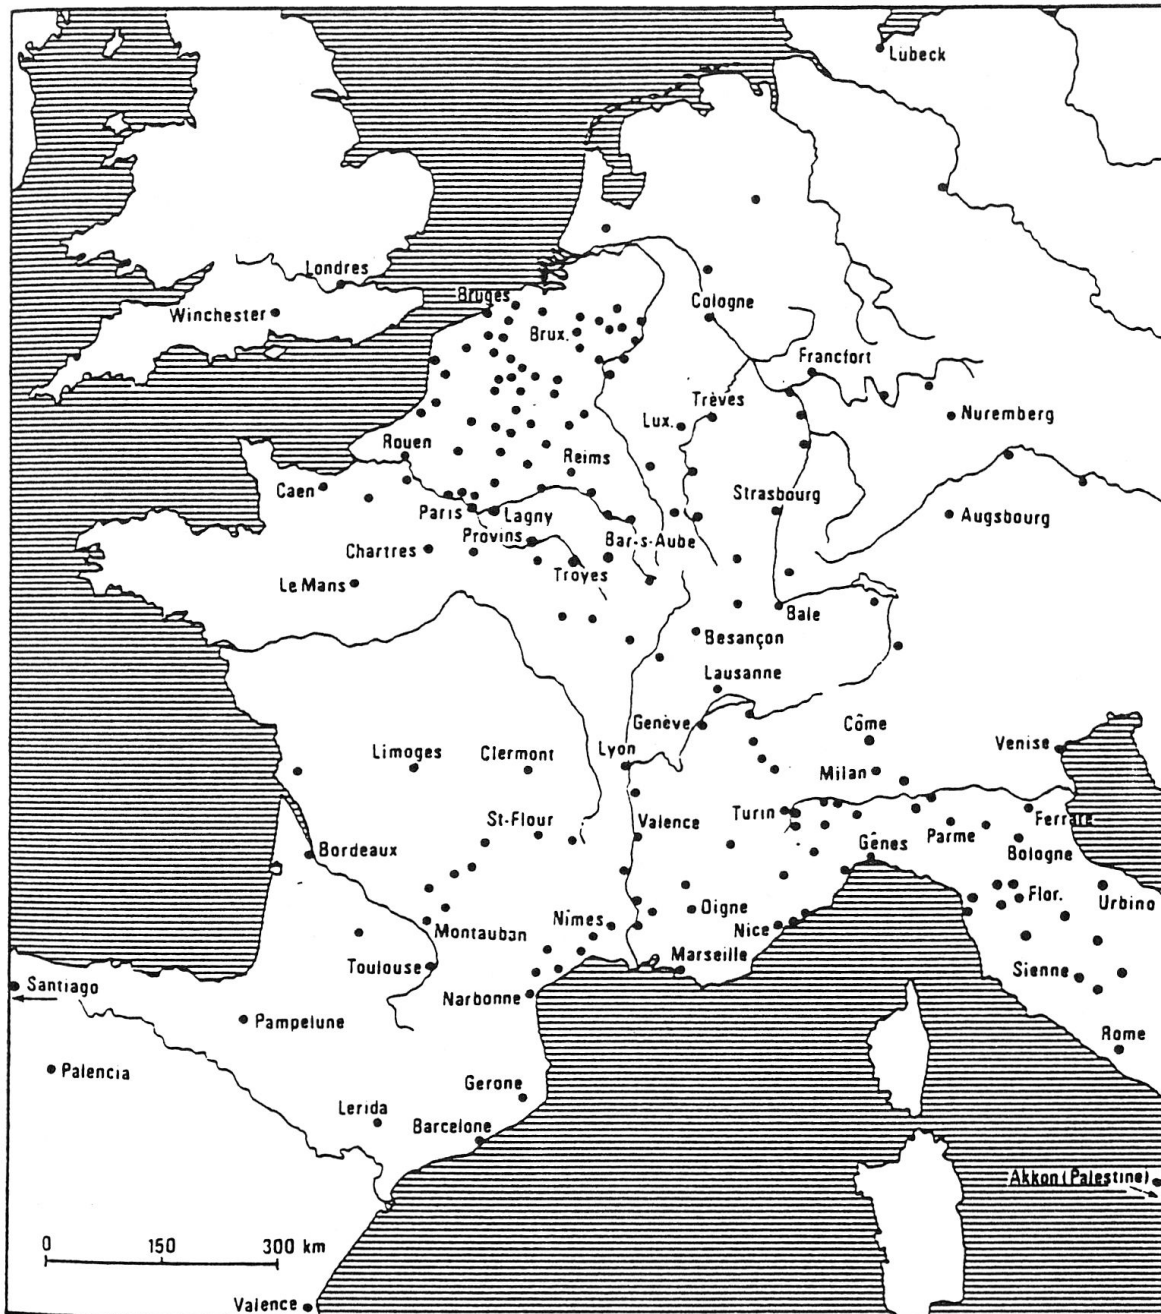 Lübeck
Londres
Winchester
Bruges
Brux.
Cologne
Francfort
Trèves
Lux.
Nuremberg
Rouen
Reims
Caen
Strasbourg
Paris
Lagny
Augsbourg
Provins
Bar-s-Aube
Chartres
Troyes
Le Mans
Bale
Besançon
Lausanne
Genève
Côme
Limoges
Clermont
Lyon
Venise
Milan
St-Flour
Valence
Turin
Ferrare
Parme
Bordeaux
Gênes
Bologne
Flor.
Urbino
Oigne
Nîmes
Montauban
Nice
Toulouse
Marseille
Sienne
Santiago
Narbonne
Pampelune
Rome
Palencia
Gerone
Lerida
Barcelone
Akkon (Palestine)
0 150 300 km
Valence